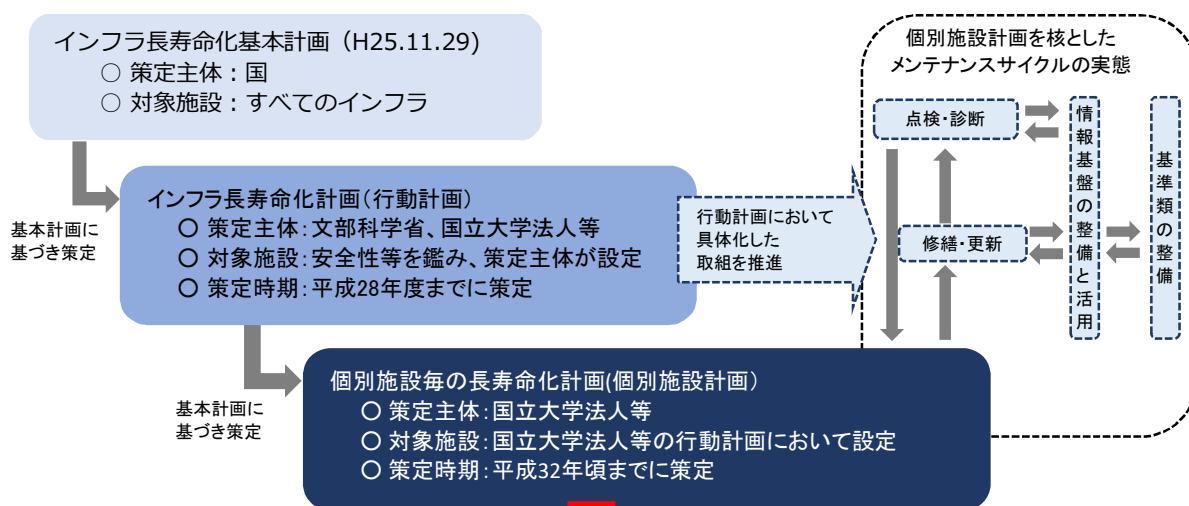 インフラ長寿命化基本計画（H25.11.29)
○ 策定主体：国
○ 対象施設：すべてのインフラ
基本計画に
基づき策定
インフラ長寿命化計画（行動計画）
○ 策定主体：文部科学省、国立大学法人等
○ 対象施設：安全性等を鑑み、策定主体が設定
○ 策定時期：平成28年度までに策定
行動計画において
具体化した
取組を推進
基本計画に
基づき策定
個別施設毎の長寿命化計画(個別施設計画）
○ 策定主体：国立大学法人等
○ 対象施設：国立大学法人等の行動計画において設定
○ 策定時期：平成32年頃までに策定
個別施設計画を核とした
メンテナンスサイクルの実態
点検・診断
修繕・更新
情報基盤の整備と活用
基準類の整備